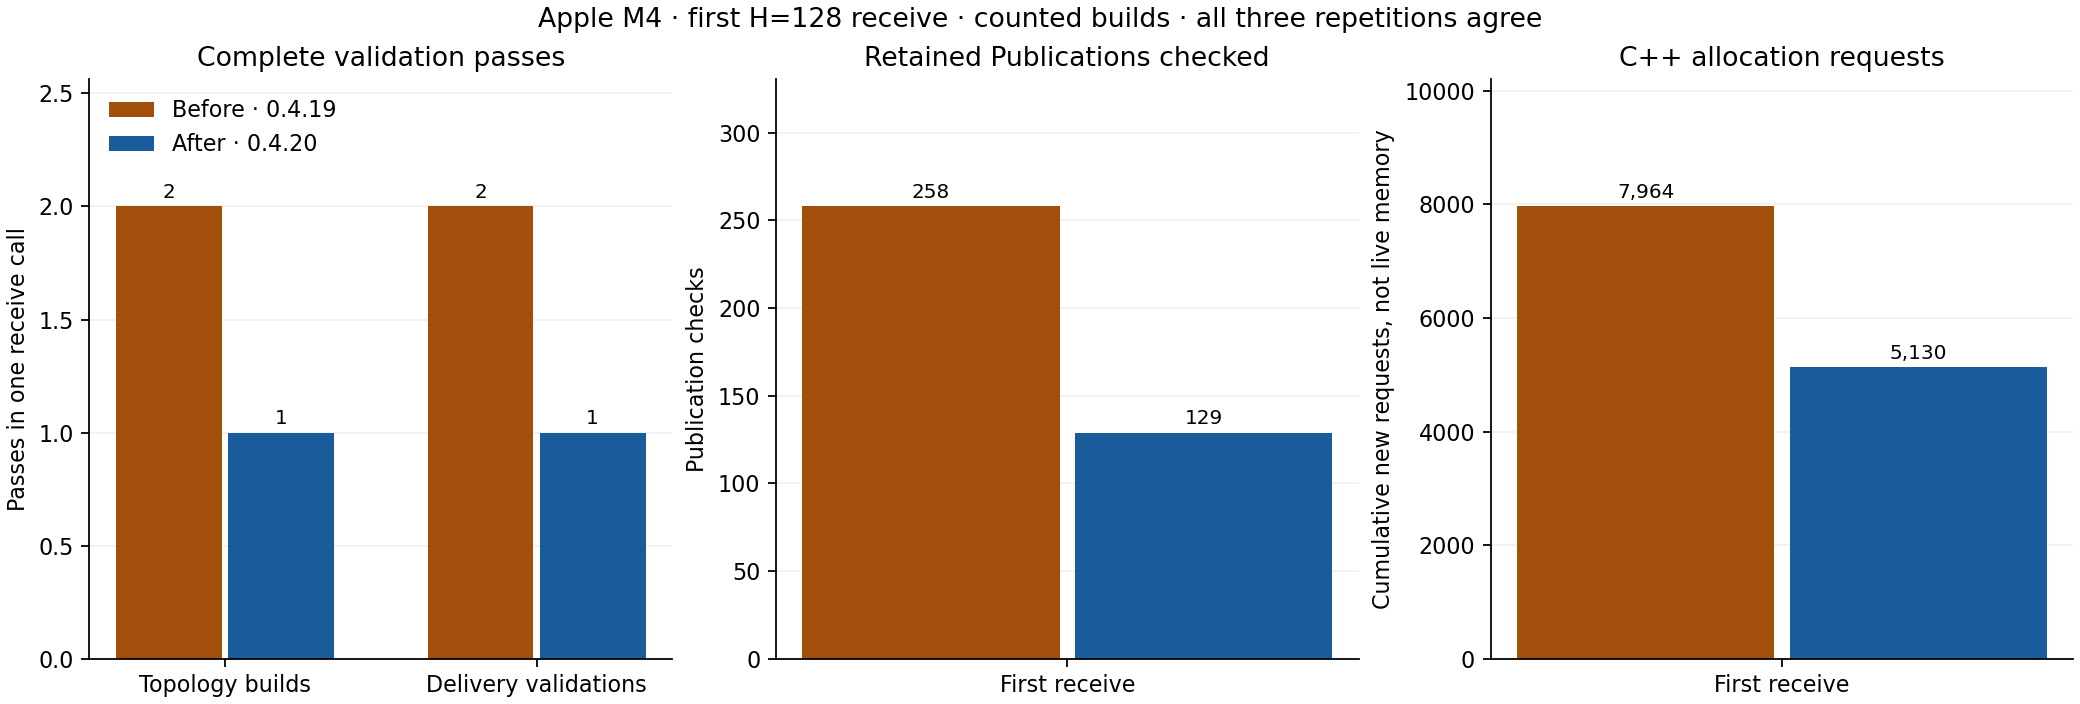 Apple M4 · first H=128 receive · counted builds · all three repetitions agree
Complete validation passes
Passes in one receive call
2.5
2.0
1.5
1.0
0.5
0.0
Before · 0.4.19
After · 0.4.20
2
1
2
1
Topology builds
Delivery validations
Retained Publications checked
Publication checks
300
250
200
150
100
50
0
258
129
First receive
C++ allocation requests
Cumulative new requests, not live memory
10000
8000
6000
4000
2000
0
7,964
5,130
First receive